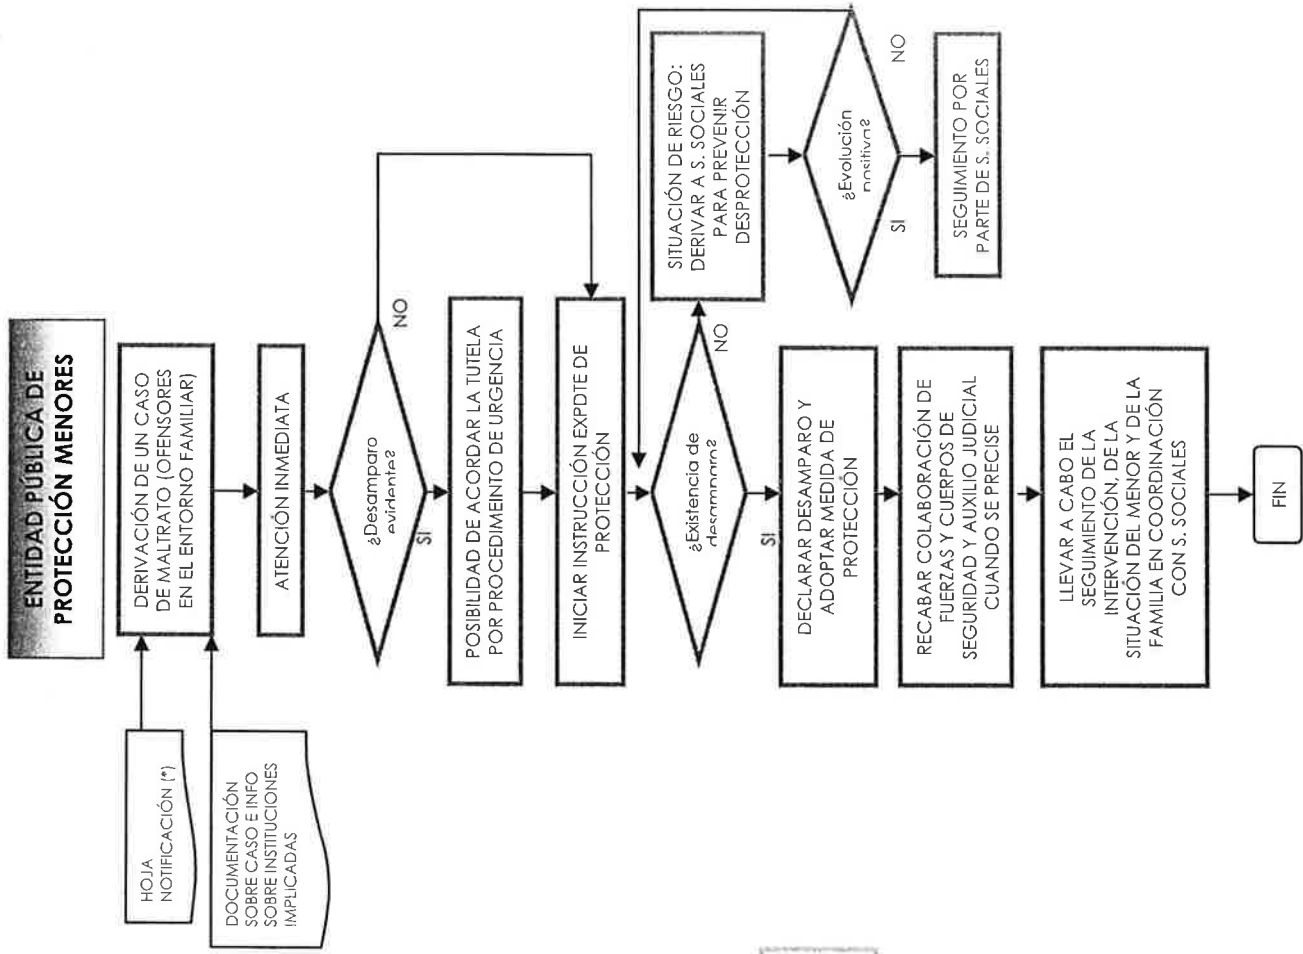 ENTIDAD PÚBLICA DE
PROTECCIÓN MENORES
HOJA
NOTIFICACIÓN (*)
DOCUMENTACIÓN
SOBRE CASO E INFO
SOBRE INSTITUCIONES
IMPLICADAS
DERIVACIÓN DE UN CASO
DE MALTRATO (OFENSORES
EN EL ENTORNO FAMILIAR)
ATENCIÓN INMEDIATA
¿Desamparo
evidente?
NO
SI
POSIBILIDAD DE ACORDAR LA TUTELA
POR PROCEDIMIENTO DE URGENCIA
INICIAR INSTRUCCIÓN EXPDTE DE
PROTECCIÓN
¿Existencia de
desamparo?
NO
SI
SITUACIÓN DE RIESGO:
DERIVAR A S. SOCIALES
PARA PREVENIR
DESPROTECCIÓN
¿Evolución
positiva?
NO
SI
SEGUIMIENTO POR
PARTE DE S. SOCIALES
DECLARAR DESAMPARO Y
ADOPTAR MEDIDA DE
PROTECCIÓN
RECABAR COLABORACIÓN DE
FUERZAS Y CUERPOS DE
SEGURIDAD Y AUXILIO JUDICIAL
CUANDO SE PRECISE
LLEVAR A CABO EL
SEGUIMIENTO DE LA
INTERVENCIÓN, DE LA
SITUACIÓN DEL MENOR Y DE LA
FAMILIA EN COORDINACIÓN
CON S. SOCIALES
FIN